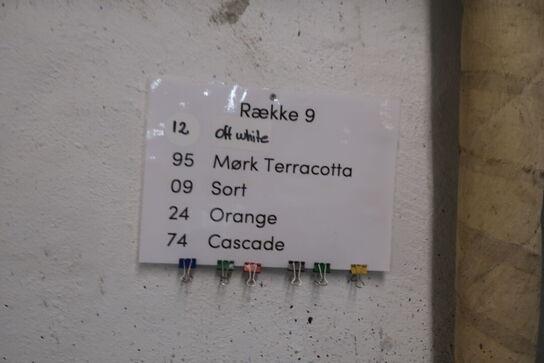 Række 9
12 off white
95 Mørk Terracotta
09 Sort
24 Orange
74 Cascade